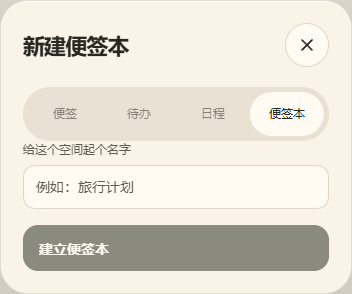 新建便签本
便签 待办 日程 便签本
给这个空间起个名字
例如：旅行计划
建立便签本